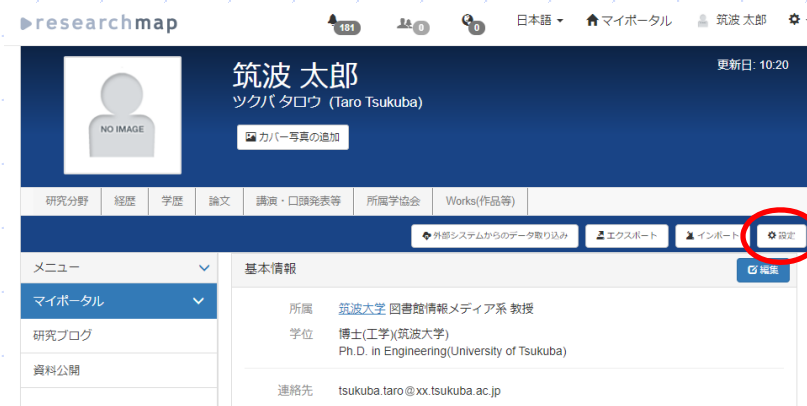 researchmap
181 0 0 日本語 マイポータル 筑波 太郎
更新日: 10:20
筑波 太郎
ツクバ タロウ (Taro Tsukuba)
NO IMAGE
カバー写真の追加
研究分野 経歴 学歴 論文 講演・口頭発表等 所属学協会 Works(作品等)
外部システムからのデータ取り込み エクスポート インポート 設定
メニュー
基本情報 編集
マイポータル
所属 筑波大学 図書館情報メディア系 教授
研究ブログ
学位 博士(工学)(筑波大学)
Ph.D. in Engineering(University of Tsukuba)
資料公開
連絡先 tsukuba.taro@xx.tsukuba.ac.jp